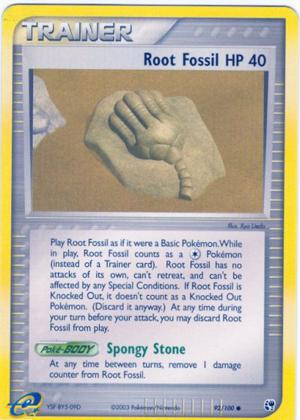 TRAINER
Root Fossil HP 40
Illus. Ryo Ueda
Play Root Fossil as if it were a Basic Pokémon. While
in play, Root Fossil counts as a Pokémon
(instead of a Trainer card). Root Fossil has no
attacks of its own, can't retreat, and can't be
affected by any Special Conditions. If Root Fossil is
Knocked Out, it doesn't count as a Knocked Out
Pokémon. (Discard it anyway.) At any time during
your turn before your attack, you may discard Root
Fossil from play.
Poké-BODY Spongy Stone
At any time between turns, remove 1 damage
counter from Root Fossil.
e
©2003 Pokémon/Nintendo
92/100